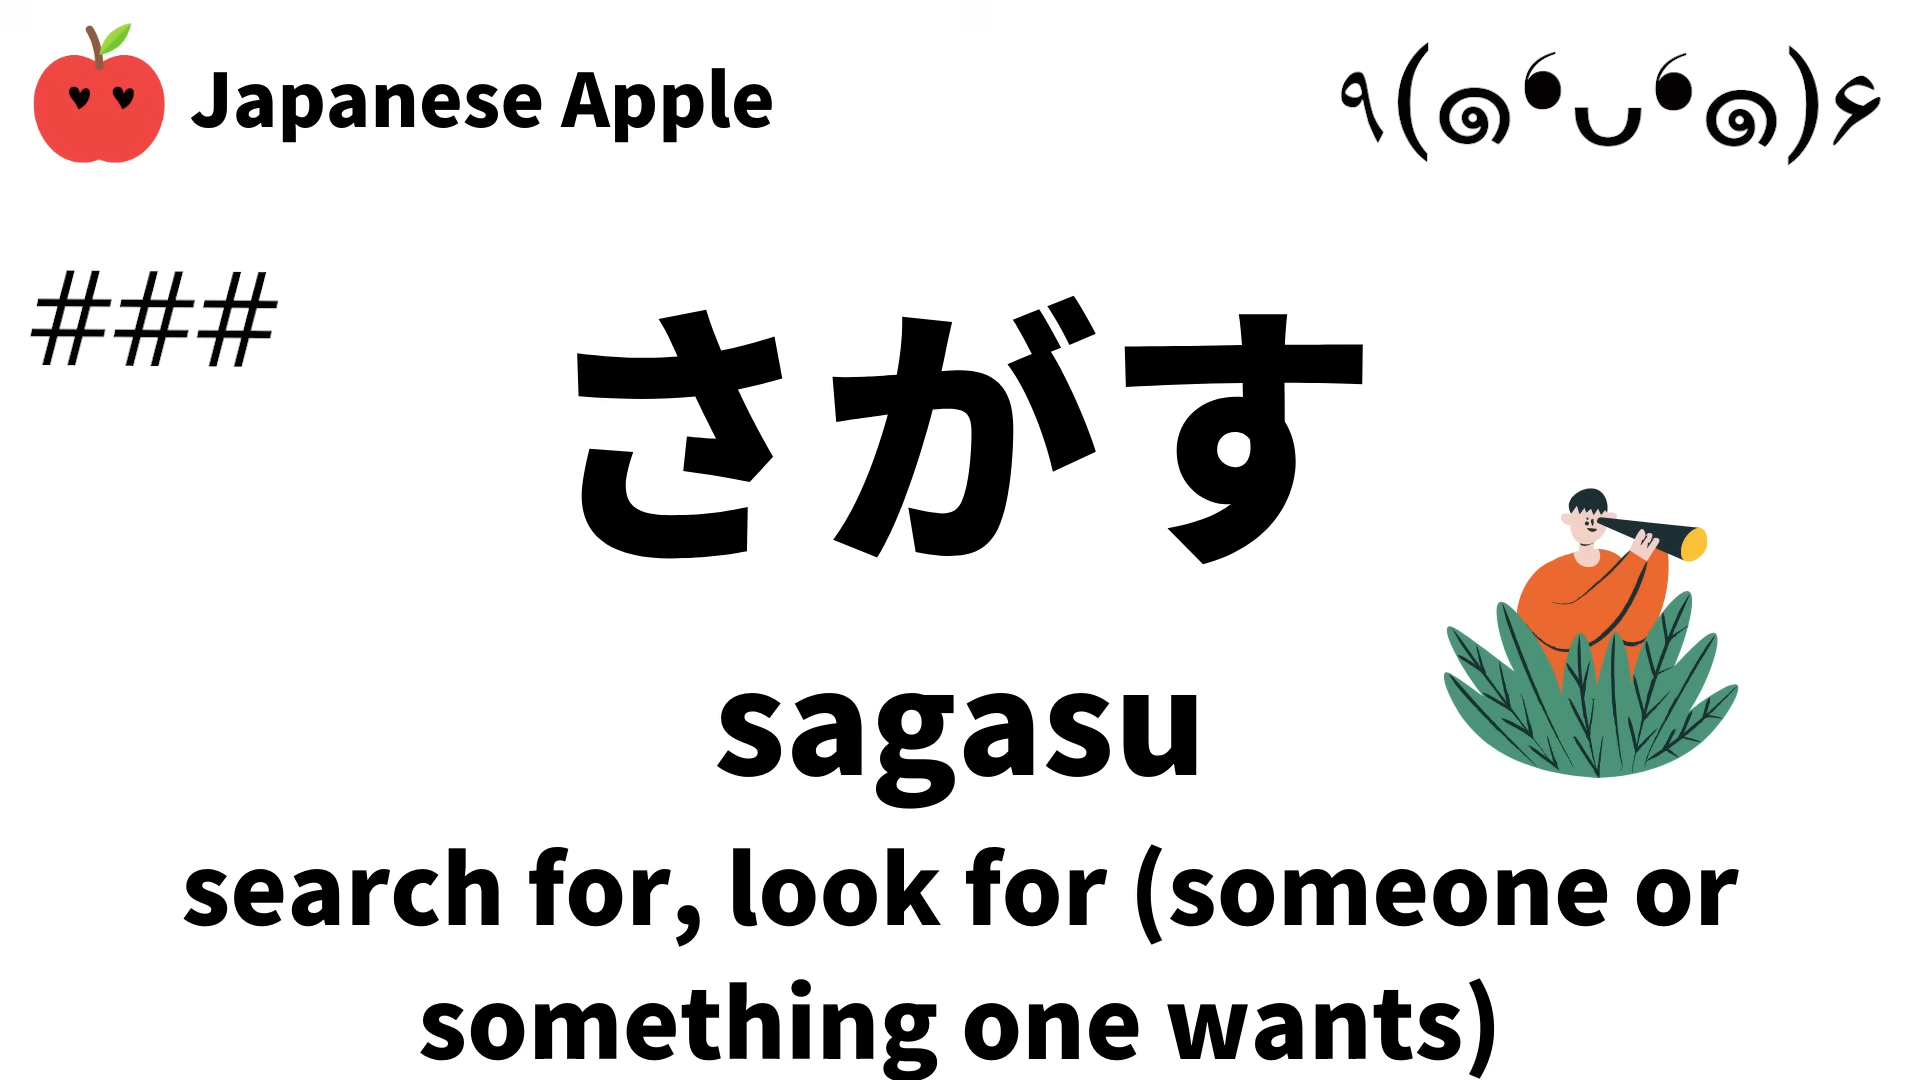 Japanese Apple
٩(๑❛ᴗ❛๑)۶
###
さがす
sagasu
search for, look for (someone or
something one wants)